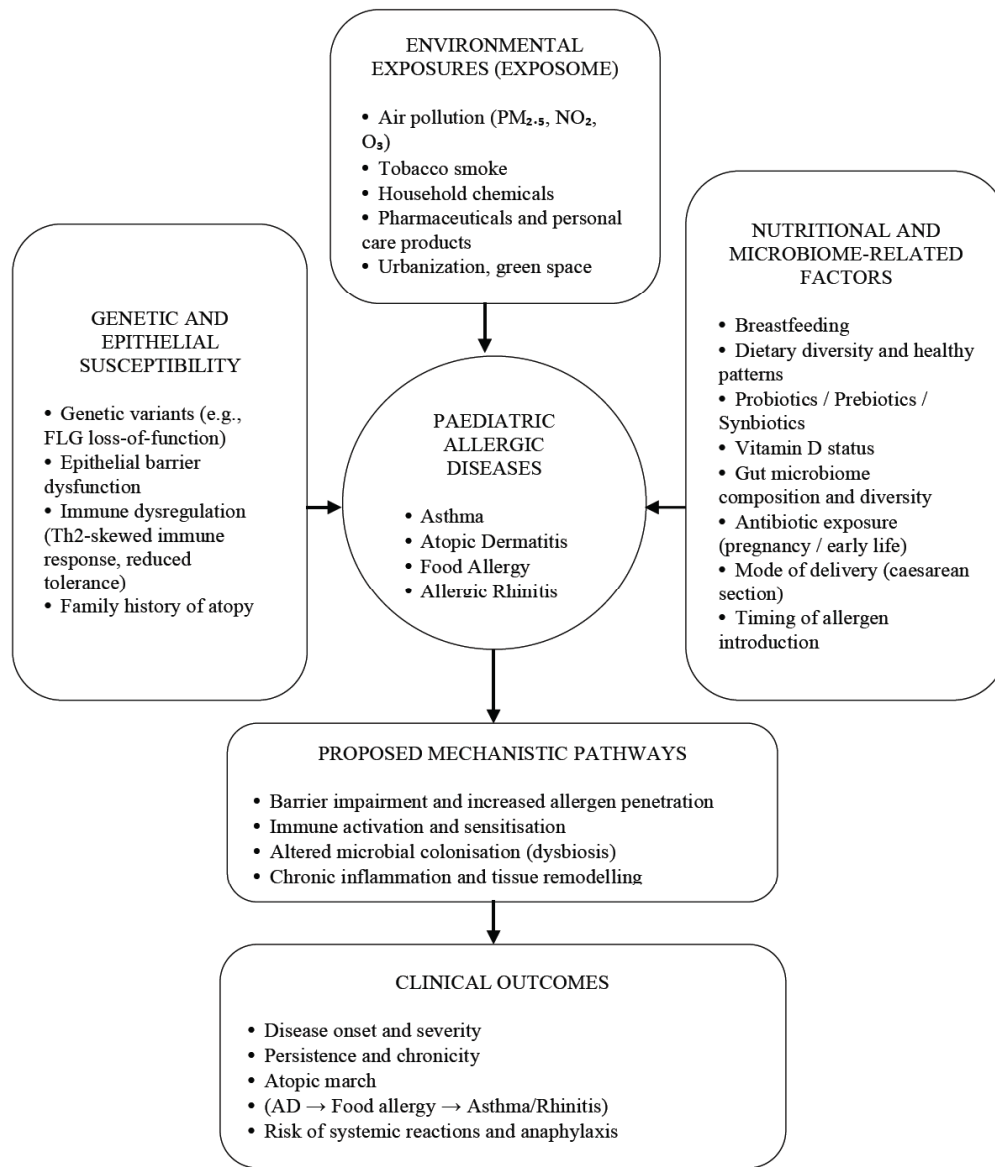 ENVIRONMENTAL
EXPOSURES (EXPOSOME)
• Air pollution (PM₂.₅, NO₂,
O₃)
• Tobacco smoke
• Household chemicals
• Pharmaceuticals and personal
care products
• Urbanization, green space
GENETIC AND
EPITHELIAL
SUSCEPTIBILITY
• Genetic variants (e.g.,
FLG loss-of-function)
• Epithelial barrier
dysfunction
• Immune dysregulation
(Th2-skewed immune
response, reduced
tolerance)
• Family history of atopy
PAEDIATRIC
ALLERGIC
DISEASES
• Asthma
• Atopic Dermatitis
• Food Allergy
• Allergic Rhinitis
NUTRITIONAL AND
MICROBIOME-RELATED
FACTORS
• Breastfeeding
• Dietary diversity and healthy
patterns
• Probiotics / Prebiotics /
Synbiotics
• Vitamin D status
• Gut microbiome
composition and diversity
• Antibiotic exposure
(pregnancy / early life)
• Mode of delivery (caesarean
section)
• Timing of allergen
introduction
PROPOSED MECHANISTIC PATHWAYS
• Barrier impairment and increased allergen penetration
• Immune activation and sensitisation
• Altered microbial colonisation (dysbiosis)
• Chronic inflammation and tissue remodelling
CLINICAL OUTCOMES
• Disease onset and severity
• Persistence and chronicity
• Atopic march
• (AD → Food allergy → Asthma/Rhinitis)
• Risk of systemic reactions and anaphylaxis